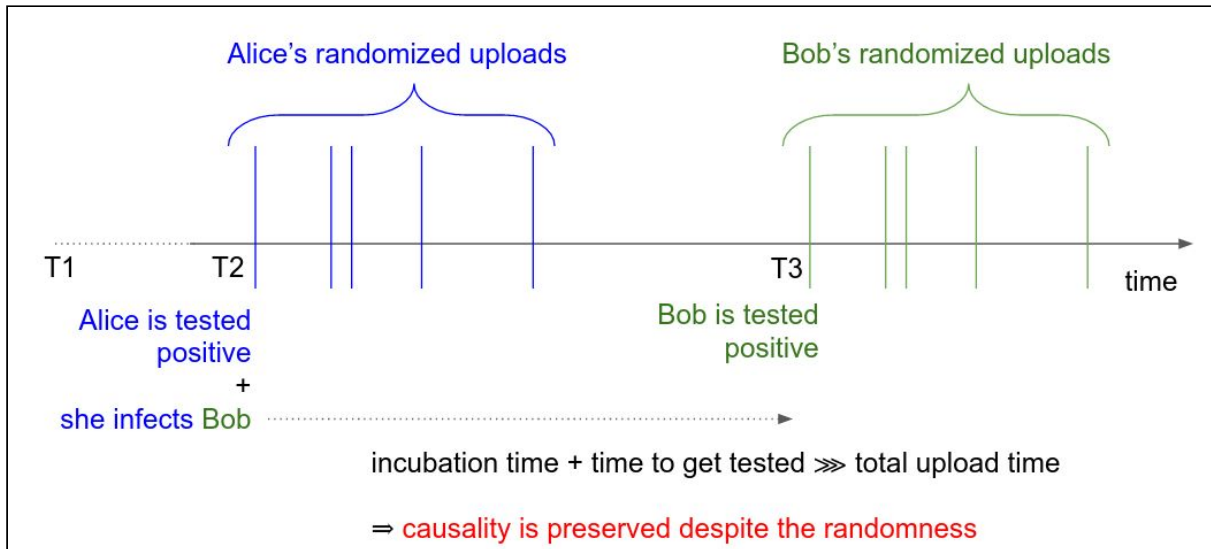 Alice’s randomized uploads
Bob’s randomized uploads
T1
T2
T3
time
Alice is tested
positive
+
she infects Bob
Bob is tested
positive
incubation time + time to get tested ⋙ total upload time
⇒ causality is preserved despite the randomness